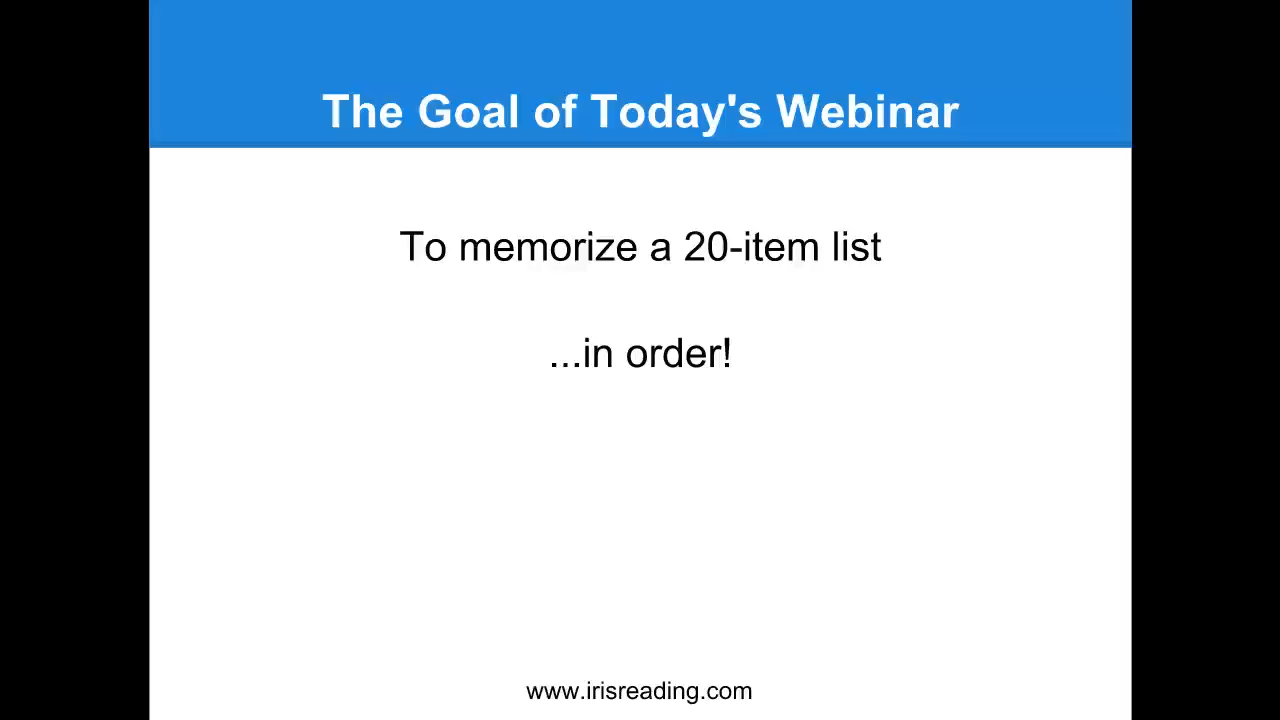 The Goal of Today's Webinar
To memorize a 20-item list
...in order!
www.irisreading.com